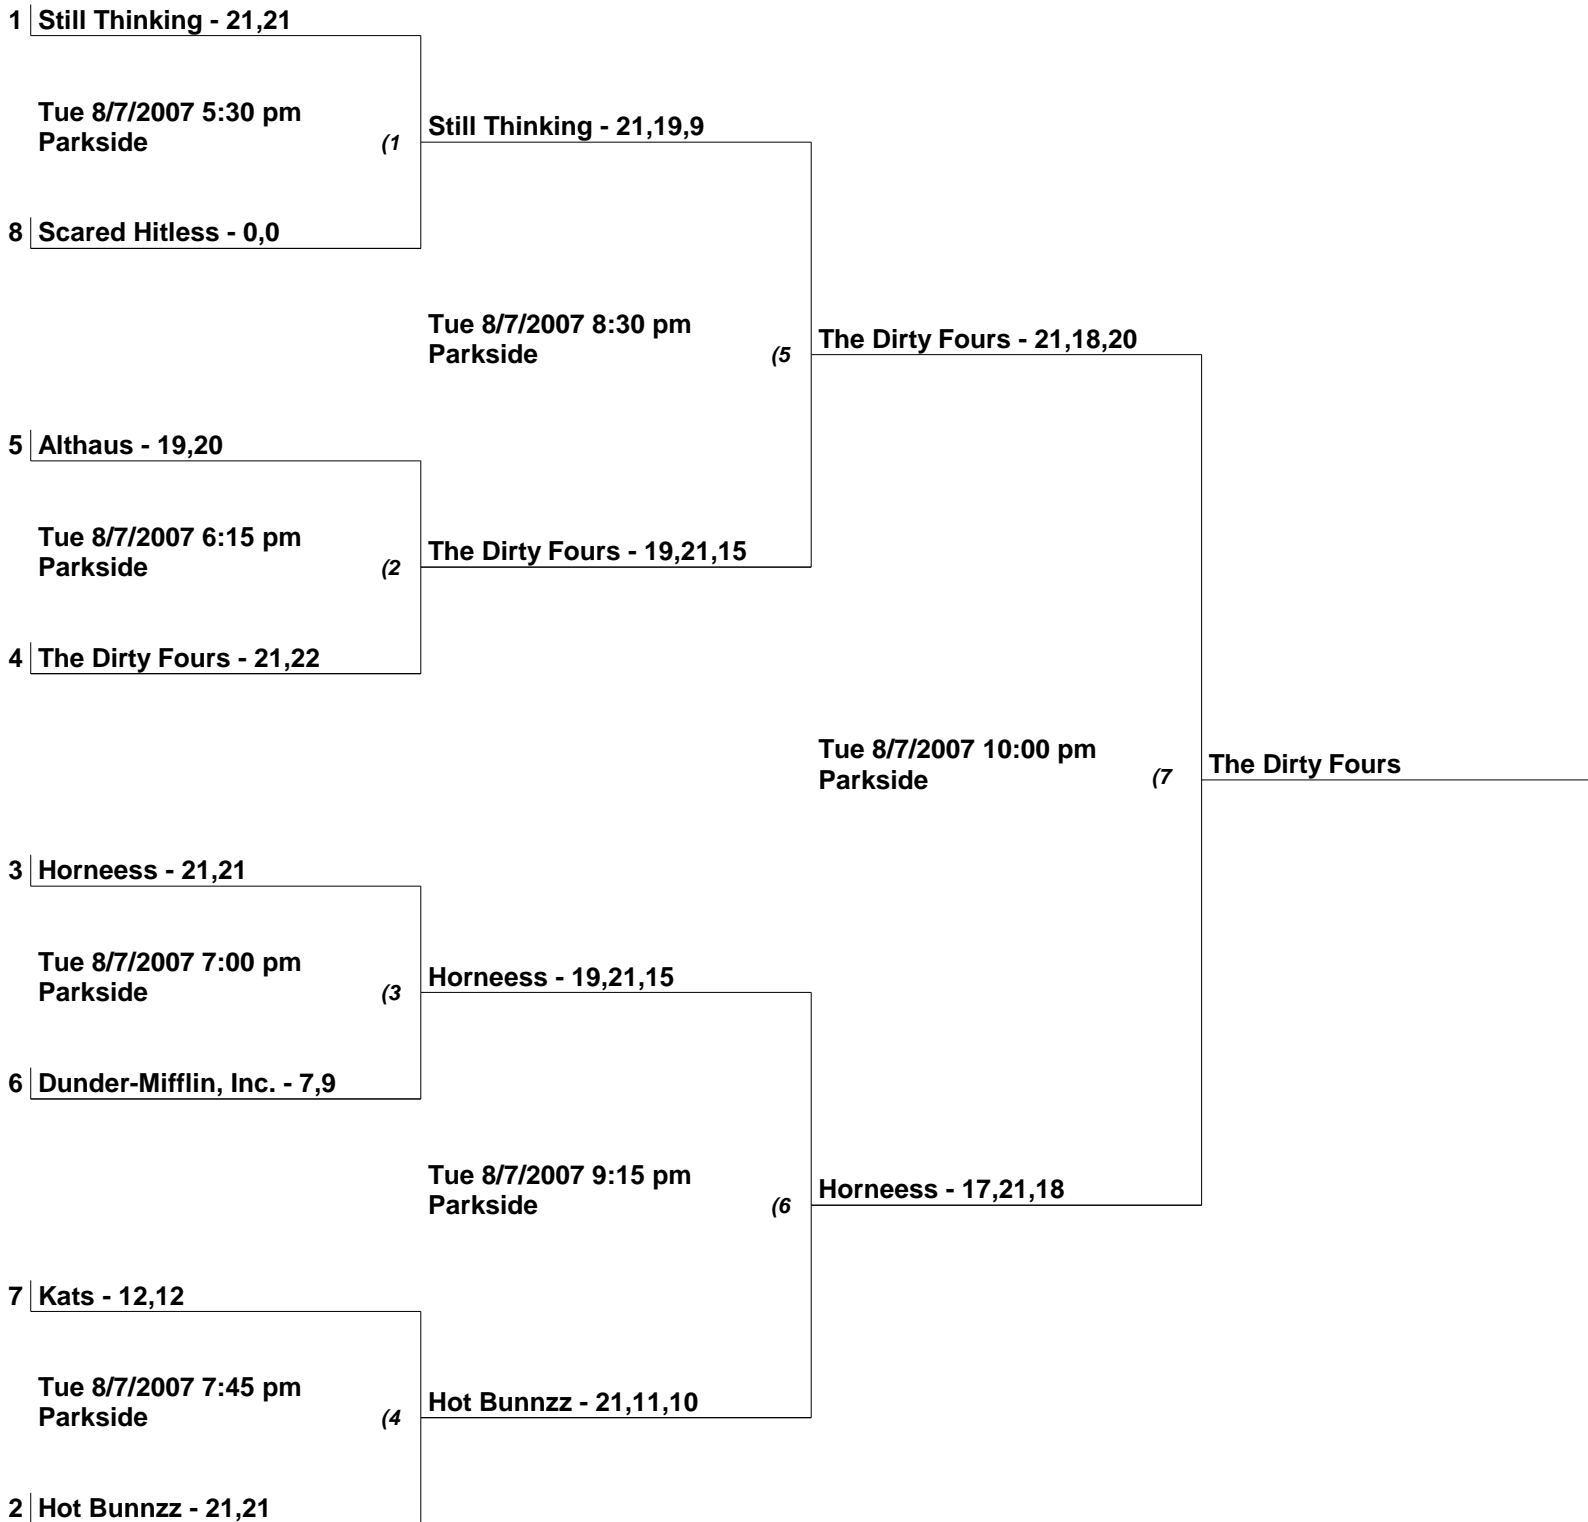 1 Still Thinking - 21,21
Tue 8/7/2007 5:30 pm
Parkside (1
Still Thinking - 21,19,9
8 Scared Hitless - 0,0
Tue 8/7/2007 8:30 pm
Parkside (5
The Dirty Fours - 21,18,20
5 Althaus - 19,20
Tue 8/7/2007 6:15 pm
Parkside (2
The Dirty Fours - 19,21,15
4 The Dirty Fours - 21,22
Tue 8/7/2007 10:00 pm
Parkside (7
The Dirty Fours
3 Horneess - 21,21
Tue 8/7/2007 7:00 pm
Parkside (3
Horneess - 19,21,15
6 Dunder-Mifflin, Inc. - 7,9
Tue 8/7/2007 9:15 pm
Parkside (6
Horneess - 17,21,18
7 Kats - 12,12
Tue 8/7/2007 7:45 pm
Parkside (4
Hot Bunnzz - 21,11,10
2 Hot Bunnzz - 21,21